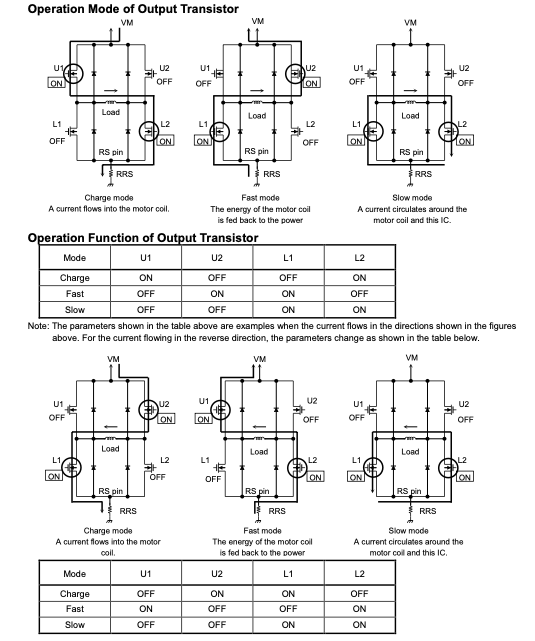 Operation Mode of Output Transistor
VM VM VM
U1 U2 U1 U2 U1 U2
ON OFF OFF ON OFF OFF
Load Load Load
L1 L2 L1 L2 L1 L2
OFF ON ON OFF ON ON
RS pin RS pin RS pin
RRS RRS RRS
Charge mode Fast mode Slow mode
A current flows into the motor coil. The energy of the motor coil A current circulates around the
is fed back to the power motor coil and this IC.
Operation Function of Output Transistor
Mode U1 U2 L1 L2
Charge ON OFF OFF ON
Fast OFF ON ON OFF
Slow OFF OFF ON ON
Note: The parameters shown in the table above are examples when the current flows in the directions shown in the figures
above. For the current flowing in the reverse direction, the parameters change as shown in the table below.
VM VM VM
U1 U2 U1 U2 U1 U2
OFF ON ON OFF OFF OFF
Load Load Load
L1 L2 L1 L2 L1 L2
ON OFF OFF ON ON ON
RS pin RS pin RS pin
RRS RRS RRS
Charge mode Fast mode Slow mode
A current flows into the motor The energy of the motor coil A current circulates around the
coil. is fed back to the power motor coil and this IC.
Mode U1 U2 L1 L2
Charge OFF ON ON OFF
Fast ON OFF OFF ON
Slow OFF OFF ON ON